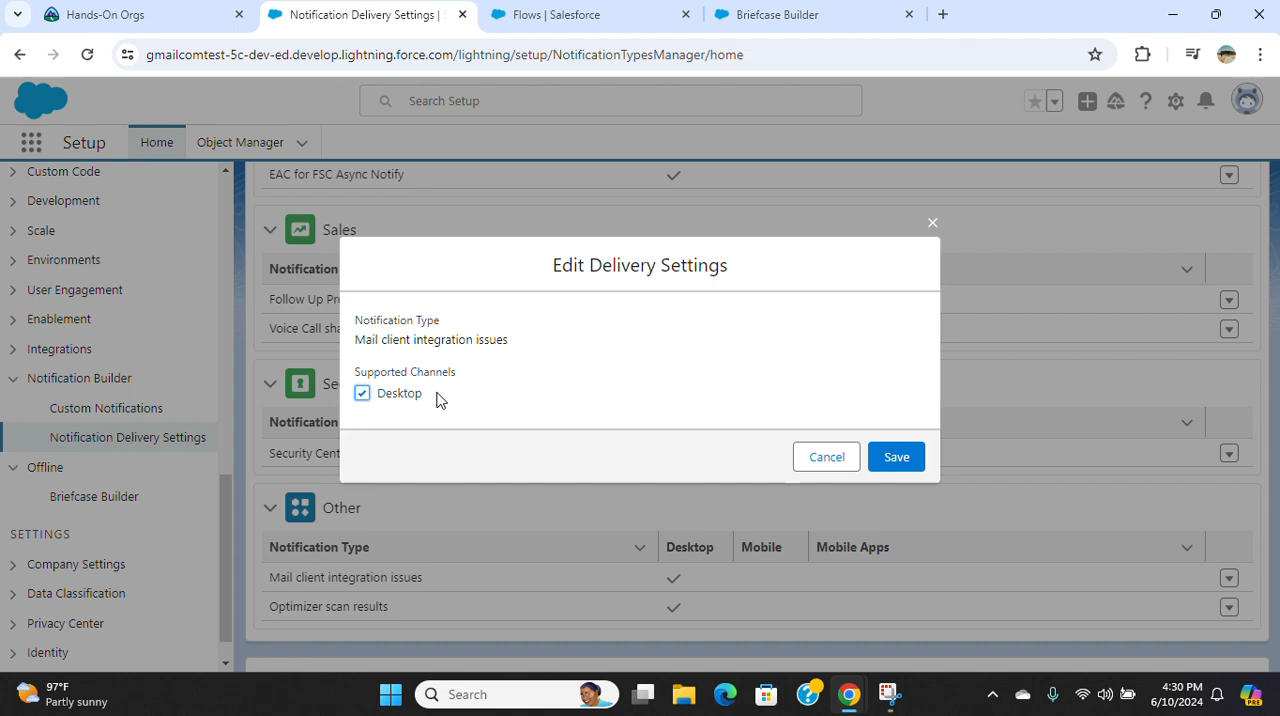 Hands-On Orgs
Notification Delivery Settings | S
Flows | Salesforce
Briefcase Builder
gmailcomtest-5c-dev-ed.develop.lightning.force.com/lightning/setup/NotificationTypesManager/home
Search Setup
Setup
Home
Object Manager
Custom Code
Development
Scale
Environments
User Engagement
Enablement
Integrations
Notification Builder
Custom Notifications
Notification Delivery Settings
Offline
Briefcase Builder
SETTINGS
Company Settings
Data Classification
Privacy Center
Identity
EAC for FSC Async Notify
Sales
Notification
Follow Up Pr
Voice Call sha
Se
Notification
Security Cent
Edit Delivery Settings
Notification Type
Mail client integration issues
Supported Channels
Desktop
Cancel
Save
Other
Notification Type
Desktop
Mobile
Mobile Apps
Mail client integration issues
Optimizer scan results
97°F
Partly sunny
Search
4:30 PM
6/10/2024
PRE